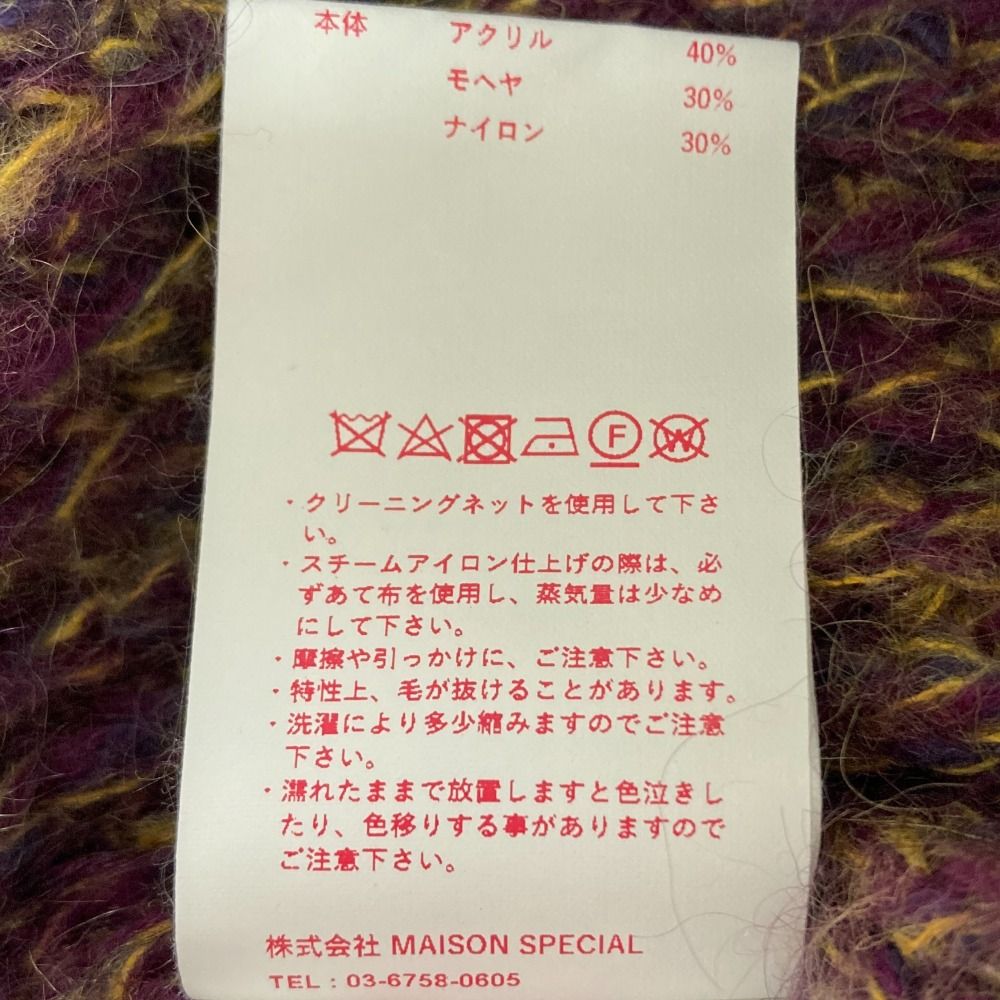 本体 アクリル 40%
モヘヤ 30%
ナイロン 30%
F W
・クリーニングネットを使用して下さ
い。
・スチームアイロン仕上げの際は、必
ずあて布を使用し、蒸気量は少なめ
にして下さい。
・摩擦や引っかけに、ご注意下さい。
・特性上、毛が抜けることがあります。
・洗濯により多少縮みますのでご注意
下さい。
・濡れたままで放置しますと色泣きし
たり、色移りする事がありますので
ご注意下さい。
株式会社 MAISON SPECIAL
TEL : 03-6758-0605